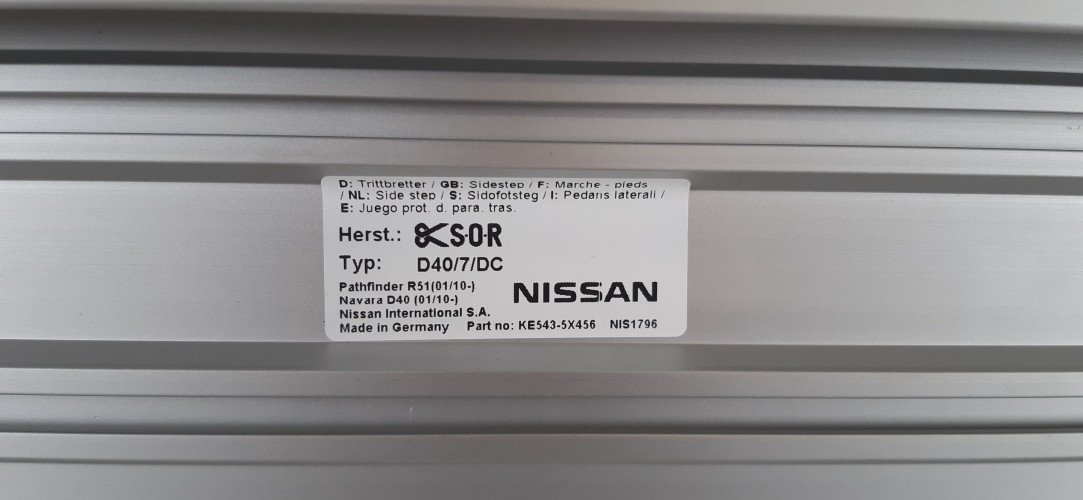 D: Trittbretter / GB: Sidestep / F: Marche - pieds
/ NL: Side step / S: Sidofotsteg / I: Pedaris laterali /
E: Juego prot. d. para. tras.
Herst.: S·O·R
Typ: D40/7/DC
Pathfinder R51(01/10-)
Navara D40 (01/10-)
NISSAN
Nissan International S.A.
Made in Germany Part no: KE543-5X456 NIS1796